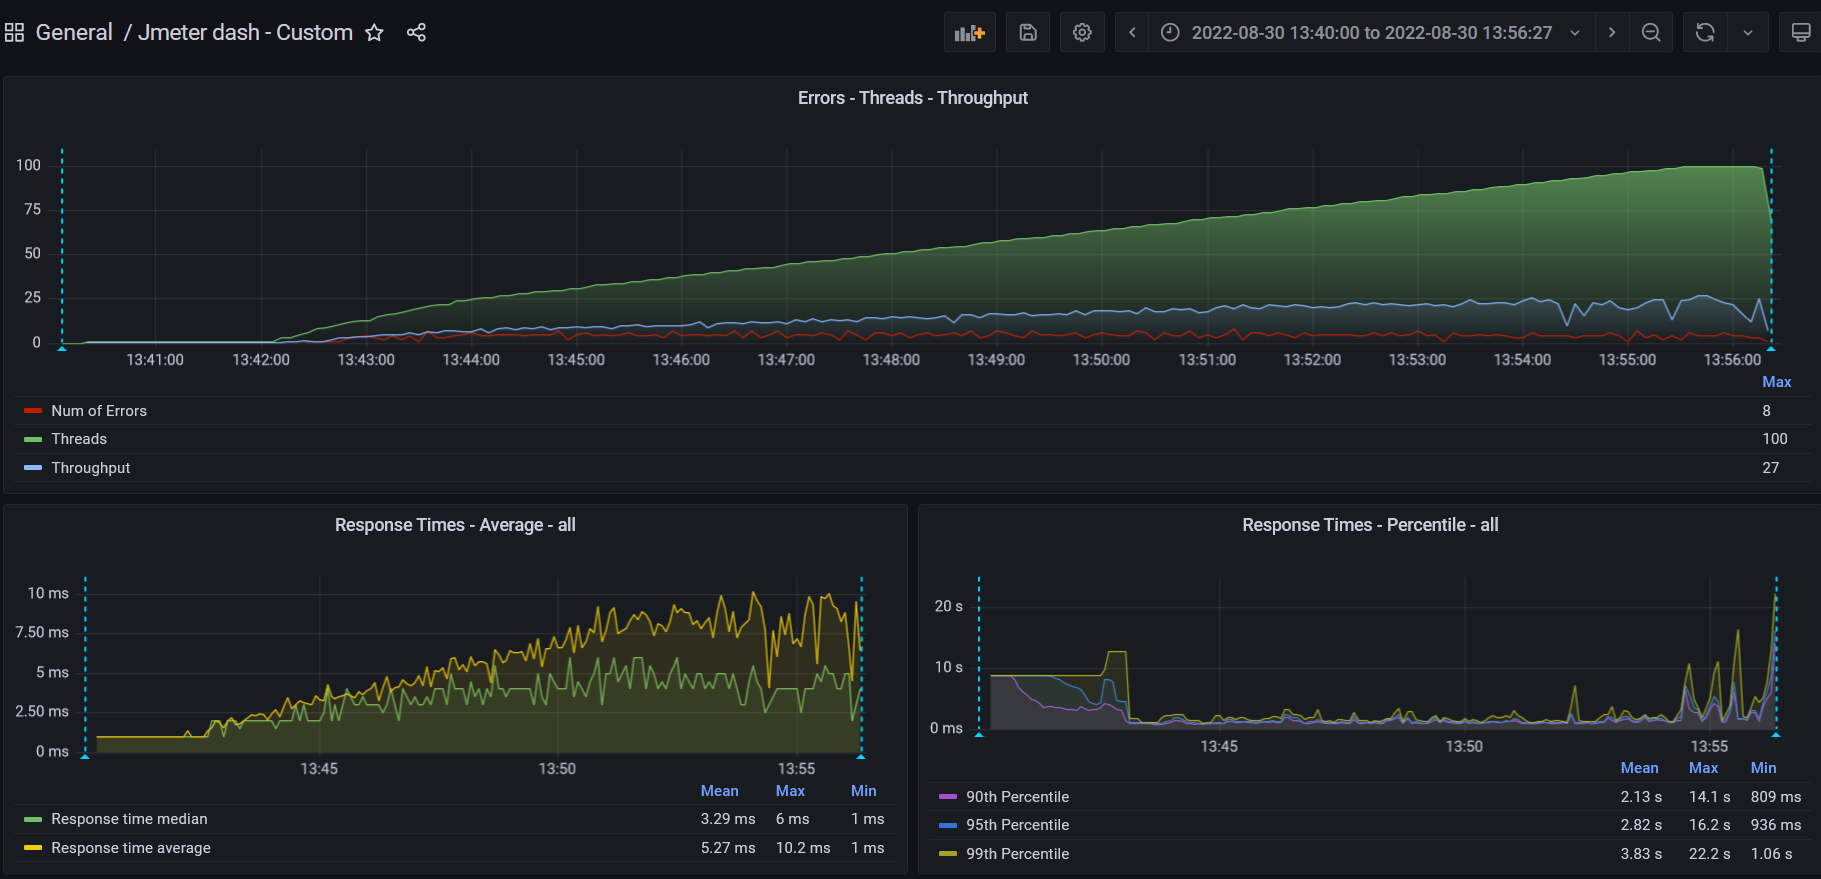 General / Jmeter dash - Custom
2022-08-30 13:40:00 to 2022-08-30 13:56:27
Errors - Threads - Throughput
100
75
50
25
0
13:41:00 13:42:00 13:43:00 13:44:00 13:45:00 13:46:00 13:47:00 13:48:00 13:49:00 13:50:00 13:51:00 13:52:00 13:53:00 13:54:00 13:55:00 13:56:00
Max
Num of Errors 8
Threads 100
Throughput 27
Response Times - Average - all
10 ms
7.50 ms
5 ms
2.50 ms
0 ms
13:45 13:50 13:55
Mean Max Min
Response time median 3.29 ms 6 ms 1 ms
Response time average 5.27 ms 10.2 ms 1 ms
Response Times - Percentile - all
20 s
10 s
0 ms
13:45 13:50 13:55
Mean Max Min
90th Percentile 2.13 s 14.1 s 809 ms
95th Percentile 2.82 s 16.2 s 936 ms
99th Percentile 3.83 s 22.2 s 1.06 s